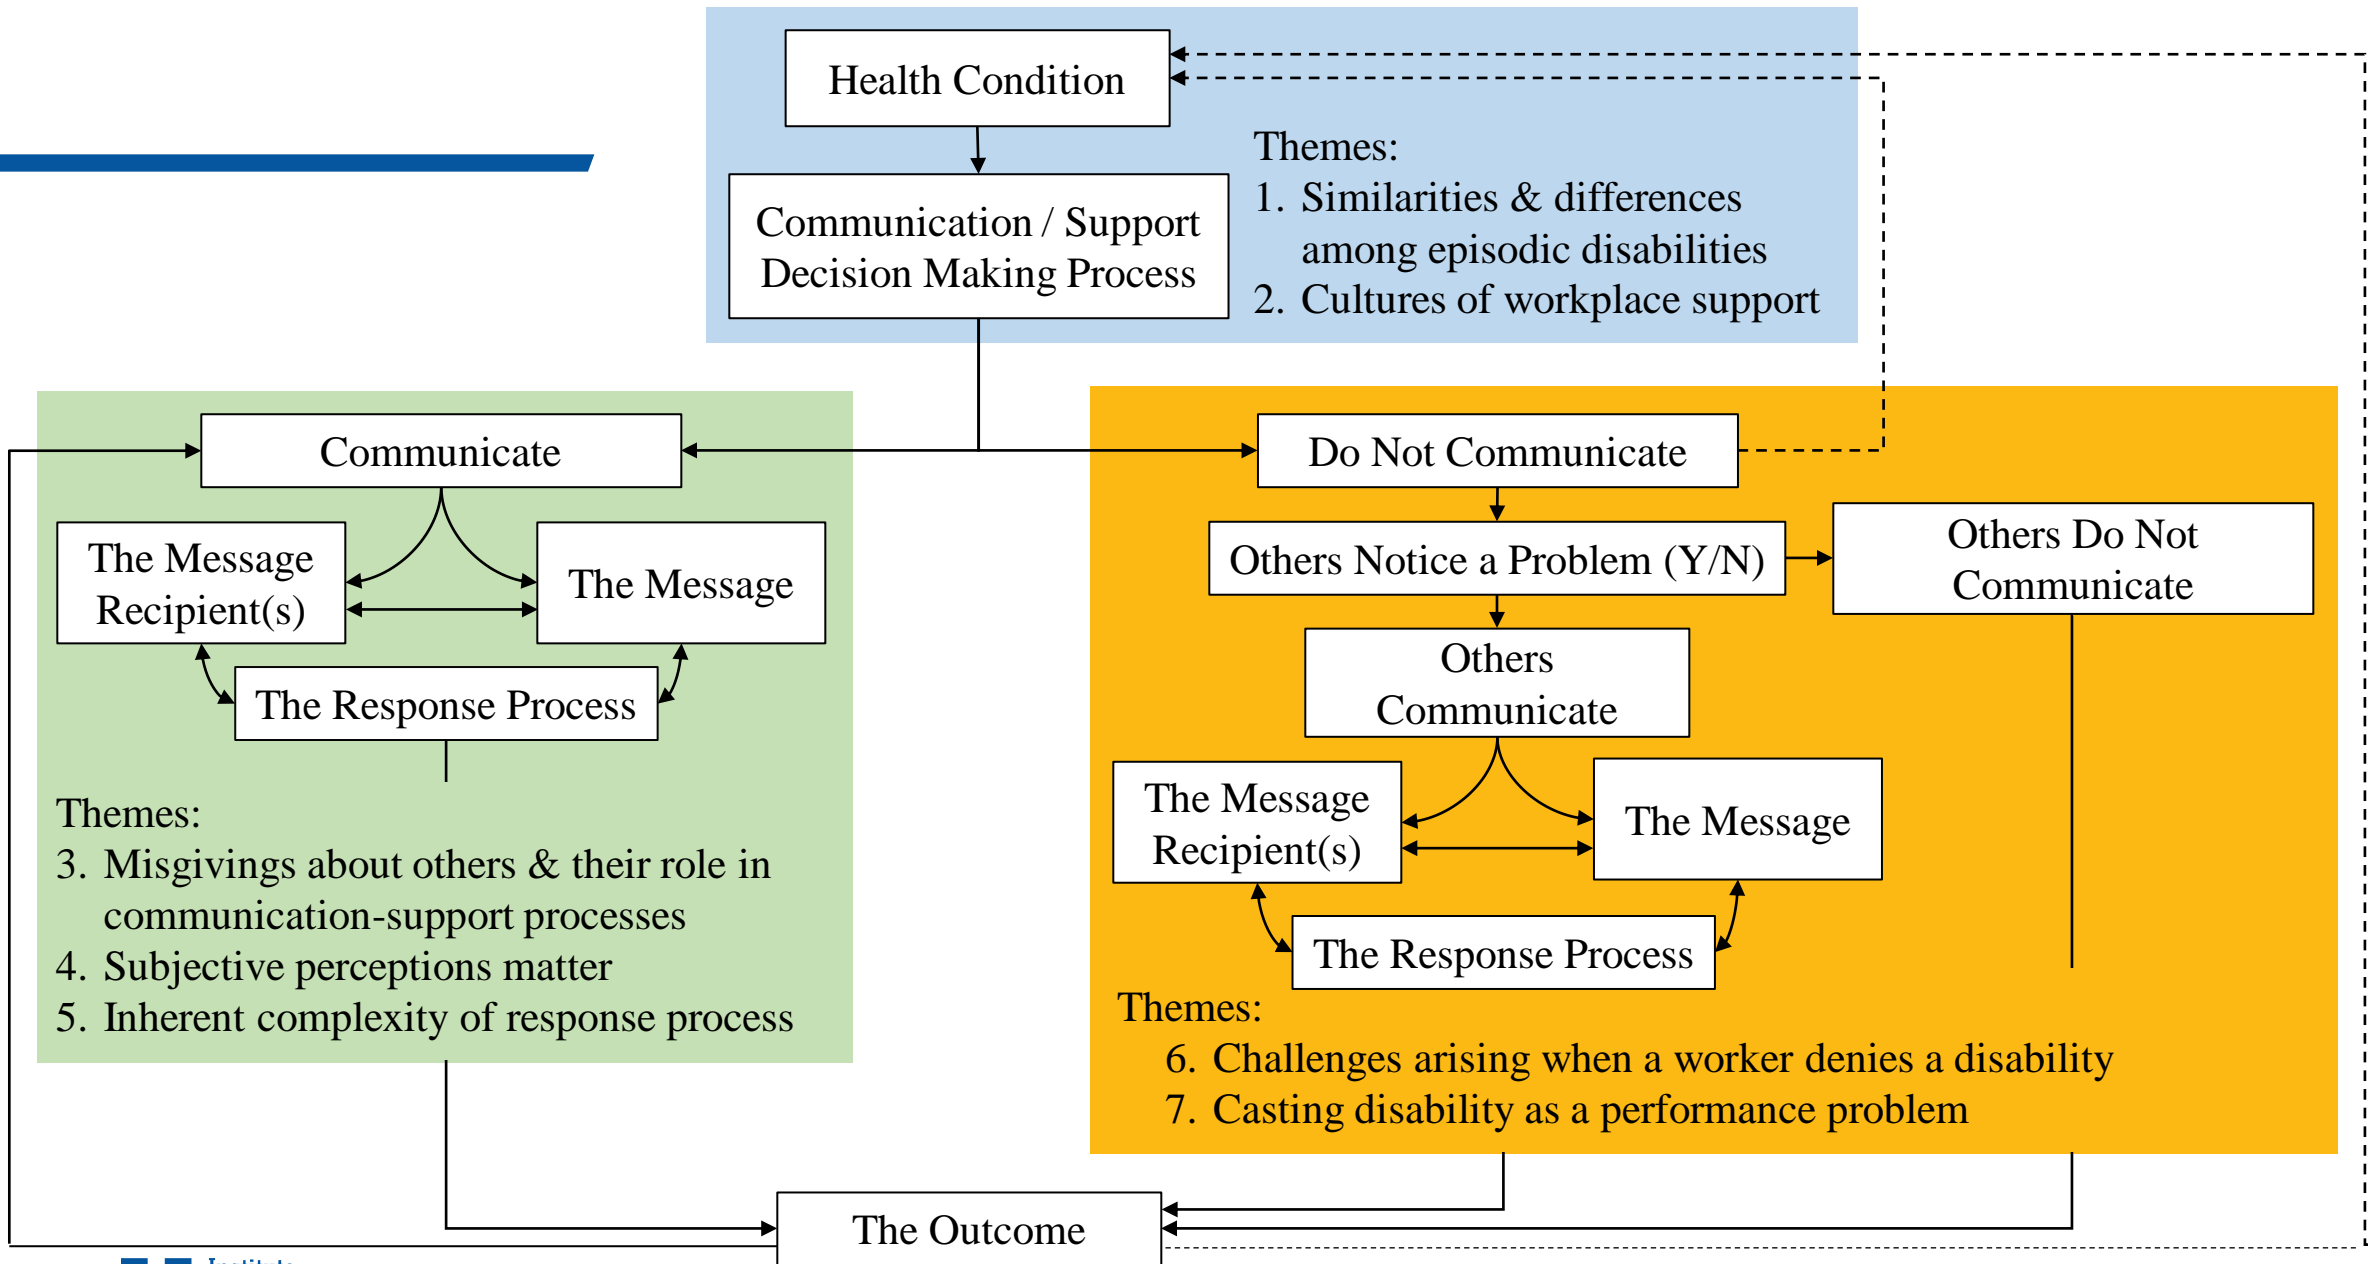 Health Condition
Communication / Support
Decision Making Process
Themes:
1. Similarities & differences
among episodic disabilities
2. Cultures of workplace support
Communicate
The Message
Recipient(s)
The Message
The Response Process
Themes:
3. Misgivings about others & their role in
communication-support processes
4. Subjective perceptions matter
5. Inherent complexity of response process
Do Not Communicate
Others Notice a Problem (Y/N)
Others Do Not
Communicate
Others
Communicate
The Message
Recipient(s)
The Message
The Response Process
Themes:
6. Challenges arising when a worker denies a disability
7. Casting disability as a performance problem
The Outcome
Institute